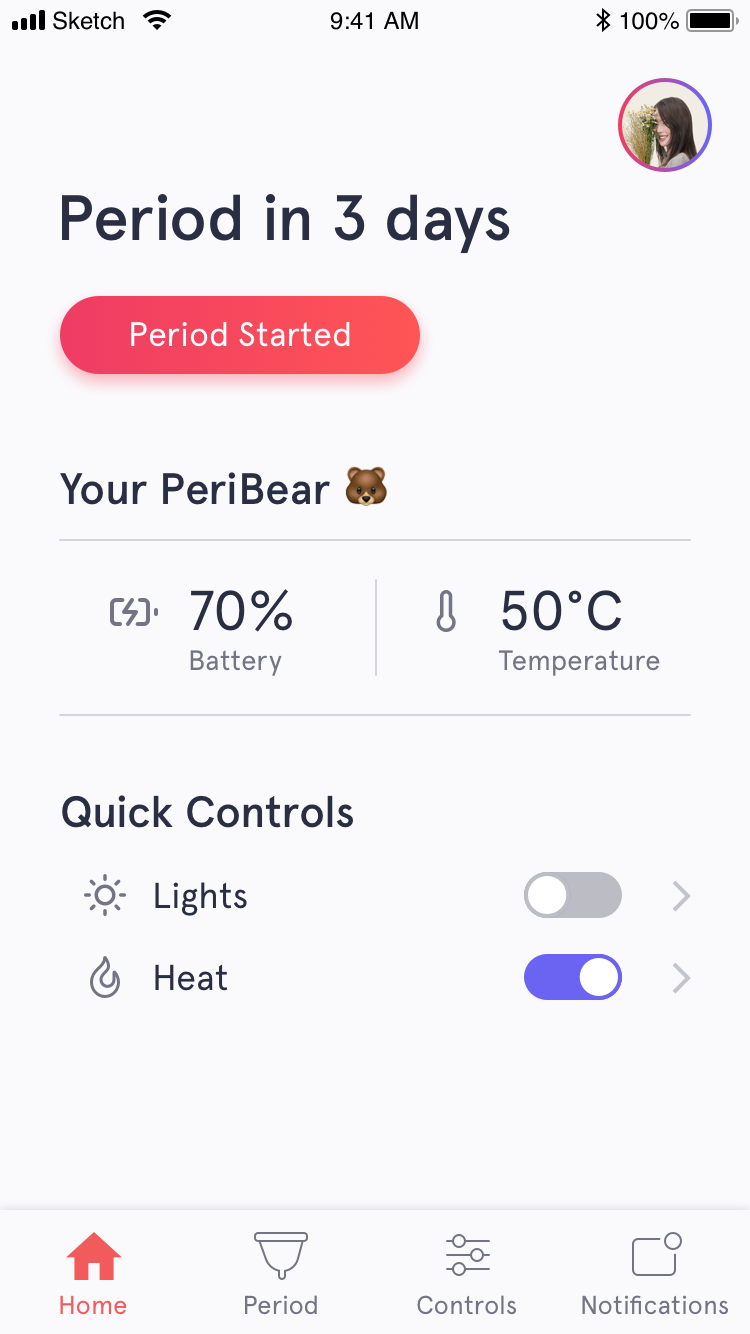 Sketch 9:41 AM 100%
Period in 3 days
Period Started
Your PeriBear 🐻
70% 50°C
Battery Temperature
Quick Controls
Lights
Heat
Home Period Controls Notifications